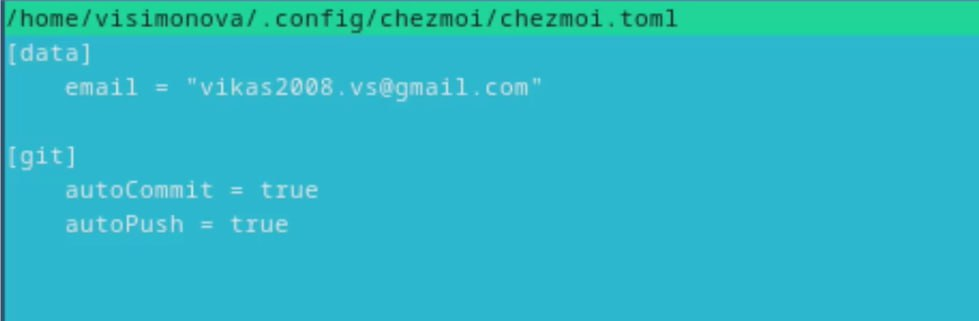 /home/visimonova/.config/chezmoi/chezmoi.toml
[data]
    email = "vikas2008.vs@gmail.com"
[git]
    autoCommit = true
    autoPush = true